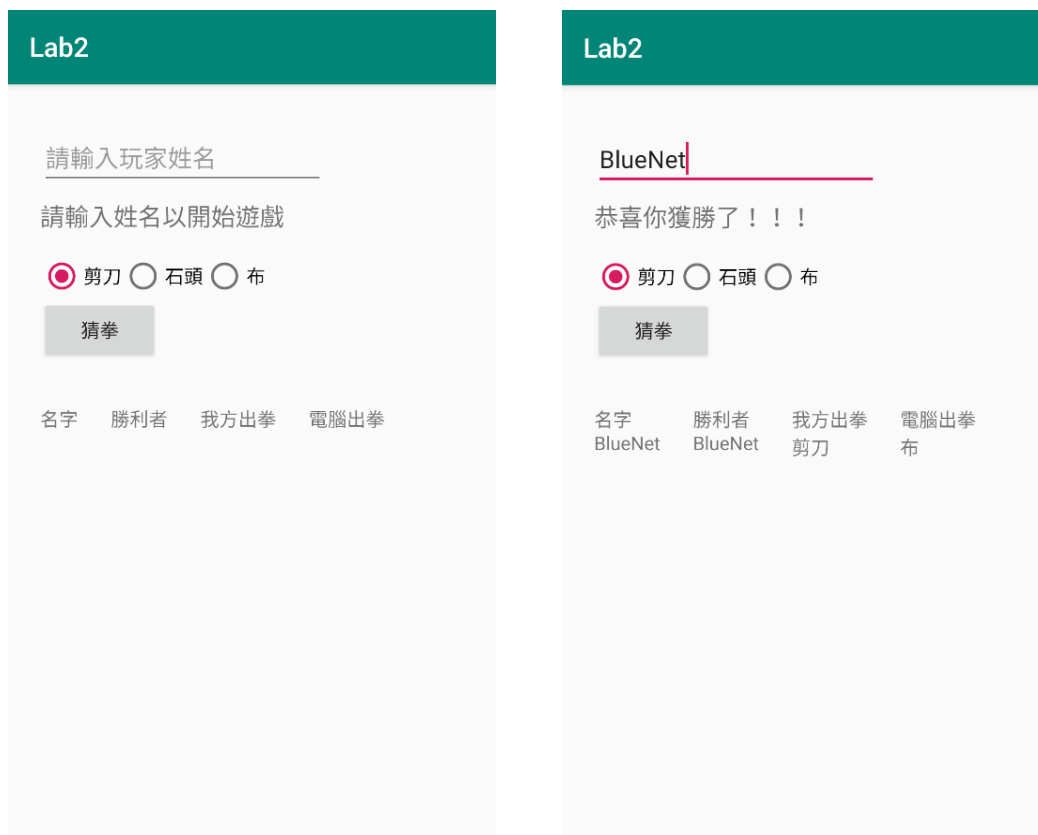 Lab2
請輸入玩家姓名
請輸入姓名以開始遊戲
剪刀 石頭 布
猜拳
名字 勝利者 我方出拳 電腦出拳
Lab2
BlueNet
恭喜你獲勝了！！！
剪刀 石頭 布
猜拳
名字 勝利者 我方出拳 電腦出拳
BlueNet BlueNet 剪刀 布